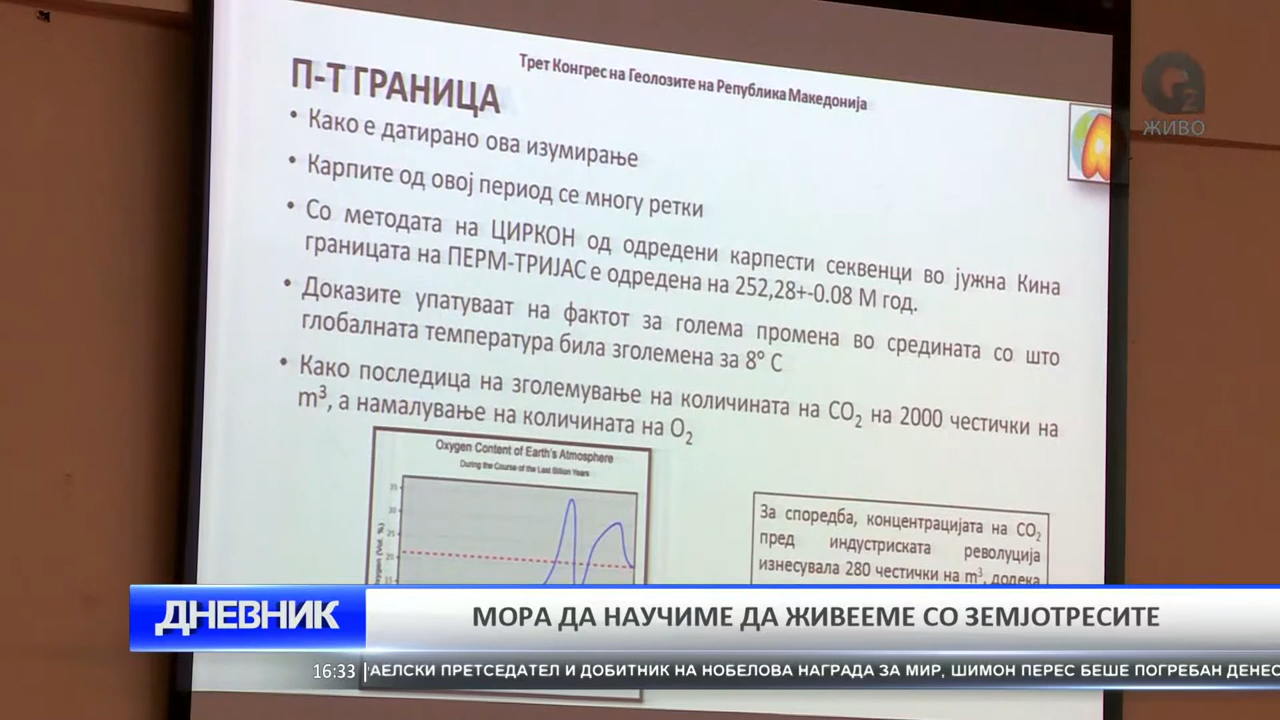 Трет Конгрес на Геолозите на Република Македонија
П-Т ГРАНИЦА
• Како е датирано ова изумирање
• Карпите од овој период се многу ретки
• Со методата на ЦИРКОН од одредени карпести секвенци во јужна Кина
границата на ПЕРМ-ТРИЈАС е одредена на 252,28+-0.08 М год.
• Доказите упатуваат на фактот за голема промена во средината со што
глобалната температура била зголемена за 8° C
• Како последица на зголемување на количината на CO2 на 2000 честички на
m³, а намалување на количината на O2
Oxygen Content of Earth's Atmosphere
During the Course of the Last Billion Years
35
30
25
20
15
За споредба, концентрацијата на CO2
пред индустриската револуција
изнесувала 280 честички на m³, додека
2
ЖИВО
ДНЕВНИК
МОРА ДА НАУЧИМЕ ДА ЖИВЕЕМЕ СО ЗЕМЈОТРЕСИТЕ
16:33
'АЕЛСКИ ПРЕТСЕДАТЕЛ И ДОБИТНИК НА НОБЕЛОВА НАГРАДА ЗА МИР, ШИМОН ПЕРЕС БЕШЕ ПОГРЕБАН ДЕНЕС